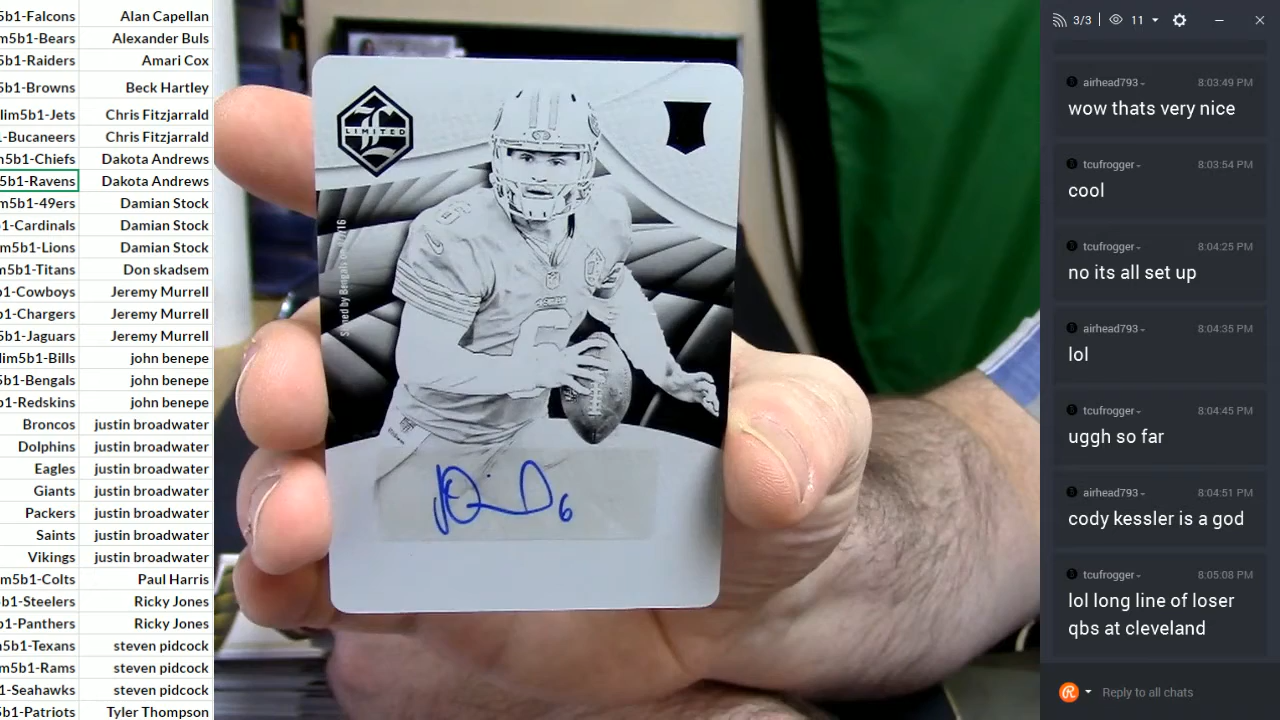 5b1-Falcons Alan Capellan
m5b1-Bears Alexander Buls
b1-Raiders Amari Cox
b1-Browns Beck Hartley
lim5b1-Jets Chris Fitzjarrald
1-Bucaneers Chris Fitzjarrald
m5b1-Chiefs Dakota Andrews
5b1-Ravens Dakota Andrews
m5b1-49ers Damian Stock
1-Cardinals Damian Stock
m5b1-Lions Damian Stock
m5b1-Titans Don skadsem
b1-Cowboys Jeremy Murrell
b1-Chargers Jeremy Murrell
b1-Jaguars Jeremy Murrell
lim5b1-Bills john benepe
5b1-Bengals john benepe
b1-Redskins john benepe
Broncos justin broadwater
Dolphins justin broadwater
Eagles justin broadwater
Giants justin broadwater
Packers justin broadwater
Saints justin broadwater
Vikings justin broadwater
m5b1-Colts Paul Harris
b1-Steelers Ricky Jones
b1-Panthers Ricky Jones
n5b1-Texans steven pidcock
m5b1-Rams steven pidcock
1-Seahawks steven pidcock
5b1-Patriots Tyler Thompson
LIMITED
L
6
49ERS
6
6
3/3
11
airhead793 8:03:49 PM
wow thats very nice
tcufrogger 8:03:54 PM
cool
tcufrogger 8:04:25 PM
no its all set up
airhead793 8:04:35 PM
lol
tcufrogger 8:04:45 PM
uggh so far
airhead793 8:04:51 PM
cody kessler is a god
tcufrogger 8:05:08 PM
lol long line of loser
qbs at cleveland
Reply to all chats